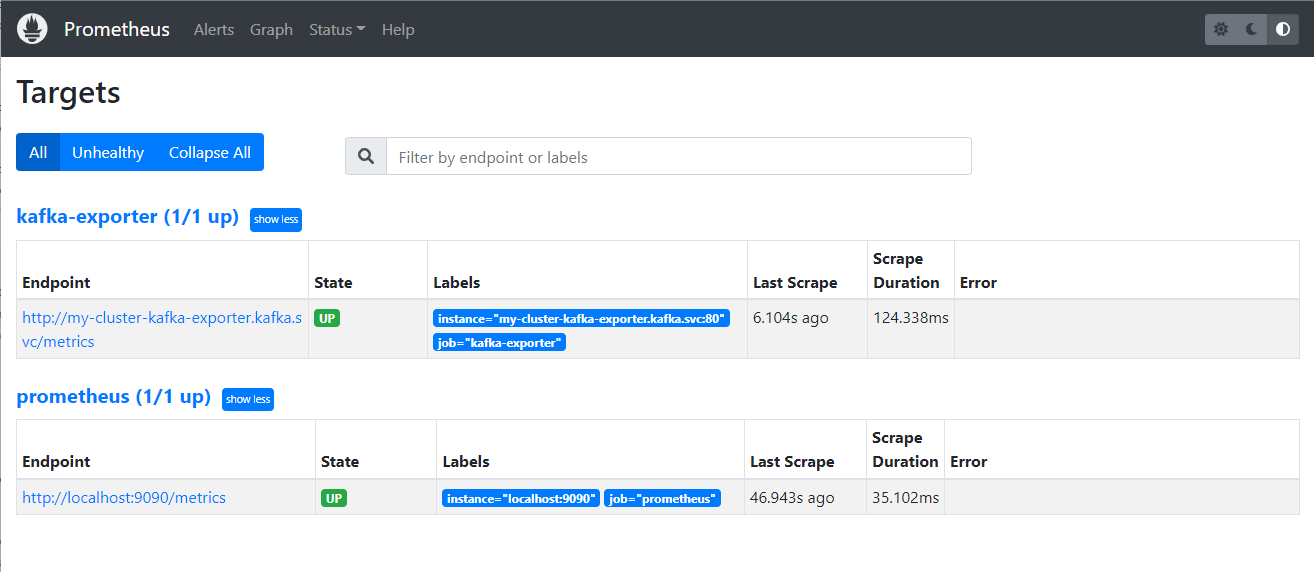 Prometheus Alerts Graph Status Help
Targets
All Unhealthy Collapse All
Filter by endpoint or labels
kafka-exporter (1/1 up) show less
Scrape
Endpoint State Labels Last Scrape Duration Error
http://my-cluster-kafka-exporter.kafka.s UP instance="my-cluster-kafka-exporter.kafka.svc:80" 6.104s ago 124.338ms
vc/metrics job="kafka-exporter"
prometheus (1/1 up) show less
Scrape
Endpoint State Labels Last Scrape Duration Error
http://localhost:9090/metrics UP instance="localhost:9090" job="prometheus" 46.943s ago 35.102ms